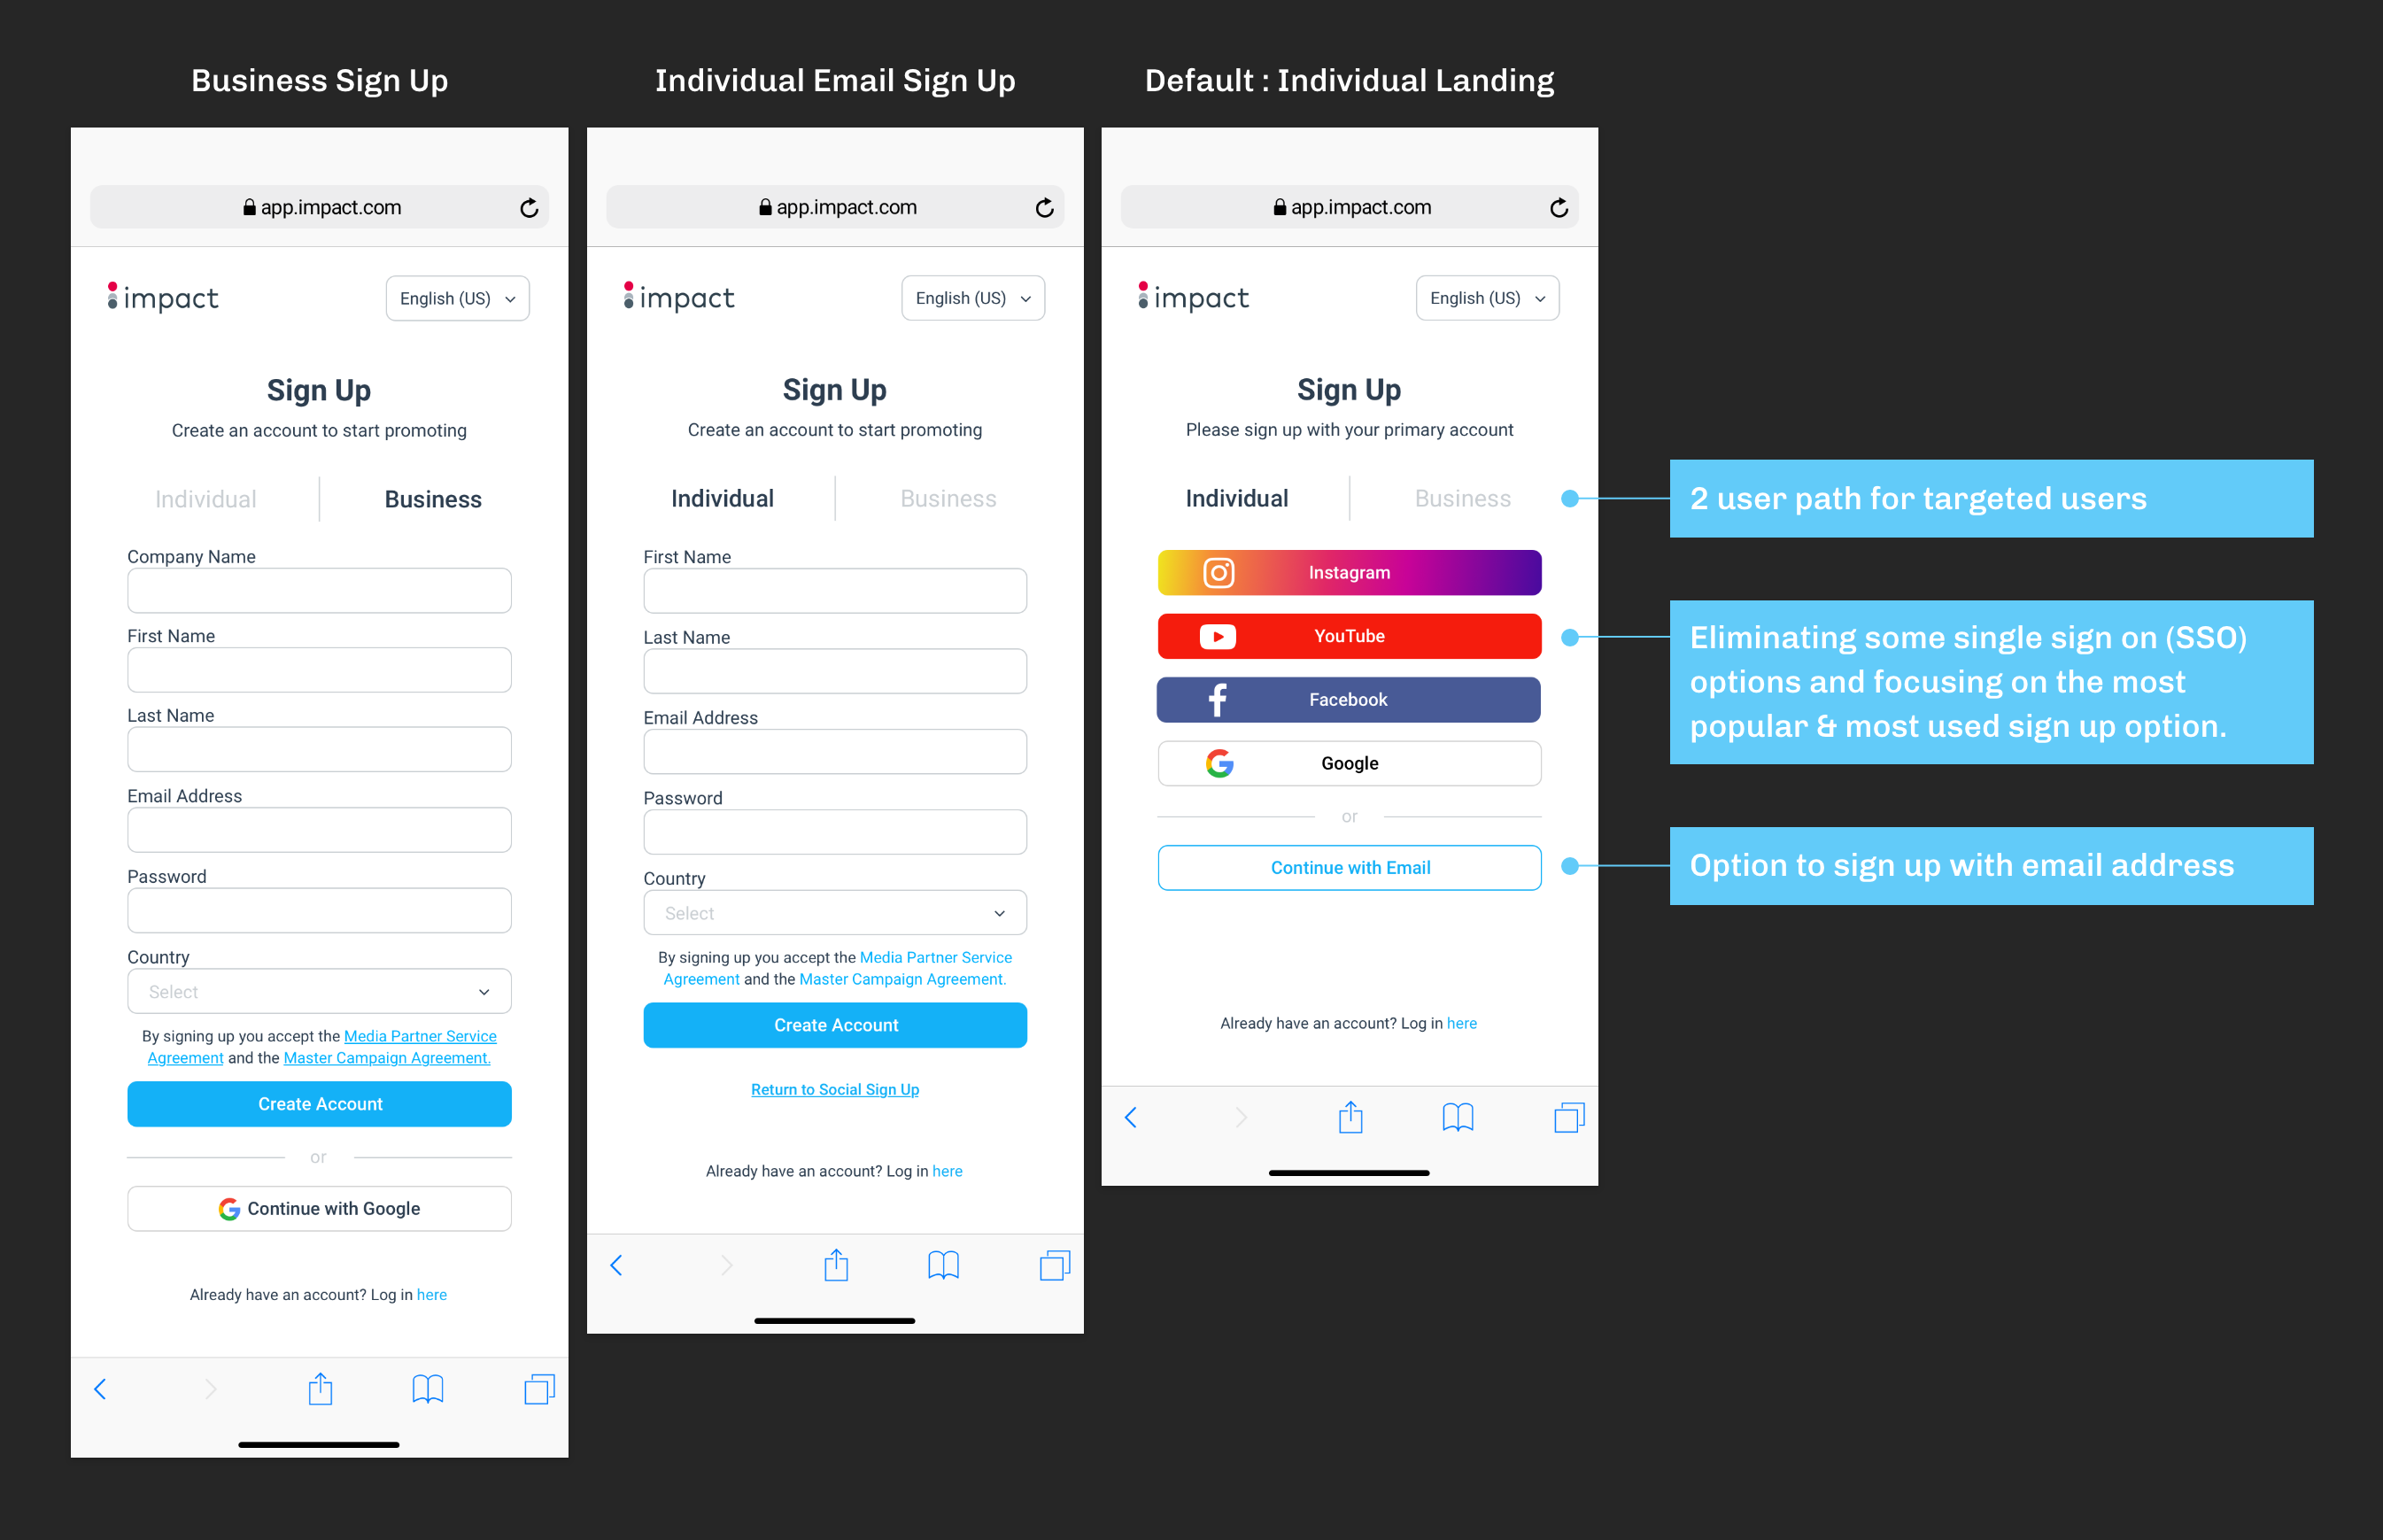 Business Sign Up
app.impact.com
impact
English (US)
Sign Up
Create an account to start promoting
Individual
Business
Company Name
First Name
Last Name
Email Address
Password
Country
Select
By signing up you accept the Media Partner Service
Agreement and the Master Campaign Agreement.
Create Account
or
Continue with Google
Already have an account? Log in here
Individual Email Sign Up
app.impact.com
impact
English (US)
Sign Up
Create an account to start promoting
Individual
Business
First Name
Last Name
Email Address
Password
Country
Select
By signing up you accept the Media Partner Service
Agreement and the Master Campaign Agreement.
Create Account
Return to Social Sign Up
Already have an account? Log in here
Default : Individual Landing
app.impact.com
impact
English (US)
Sign Up
Please sign up with your primary account
Individual
Business
Instagram
YouTube
Facebook
Google
or
Continue with Email
Already have an account? Log in here
2 user path for targeted users
Eliminating some single sign on (SSO)
options and focusing on the most
popular & most used sign up option.
Option to sign up with email address